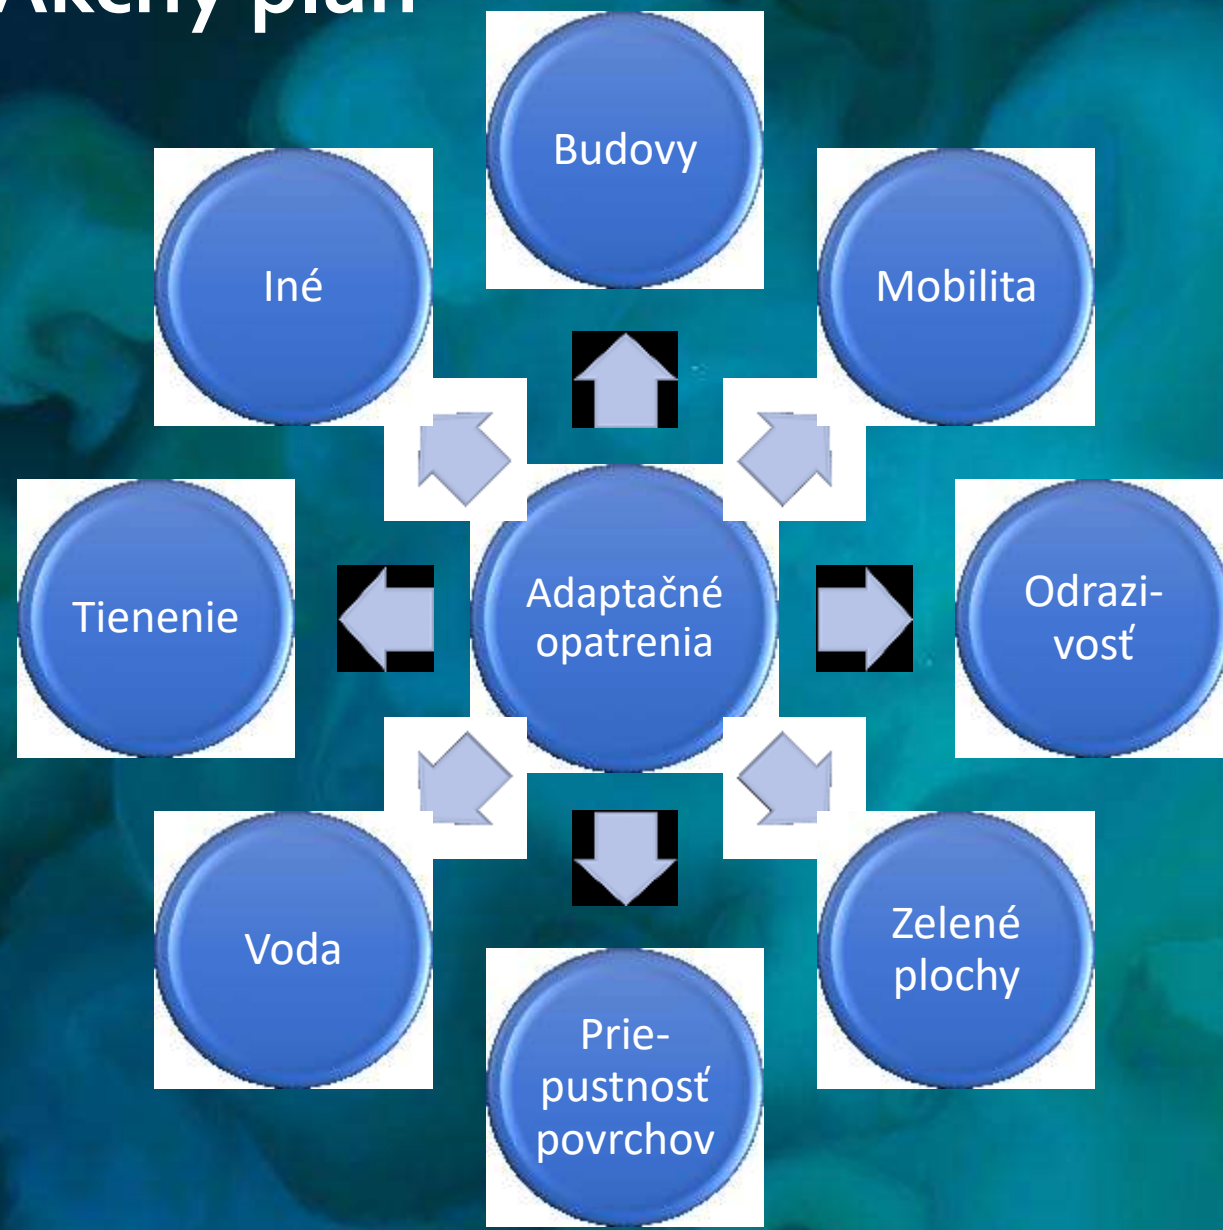 Akčný plán
Budovy
Iné
Mobilita
Tienenie
Adaptačné
opatrenia
Odrazi-
vosť
Voda
Zelené
plochy
Prie-
pustnosť
povrchov